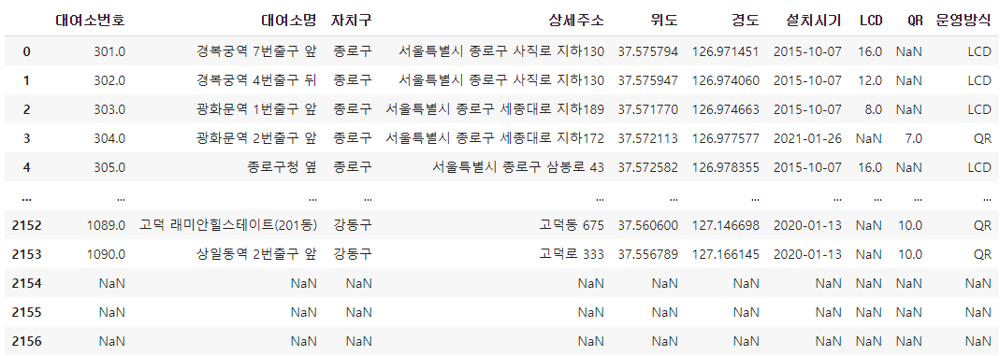 대여소번호 대여소명 자치구 상세주소 위도 경도 설치시기 LCD QR 운영방식
0 301.0 경복궁역 7번출구 앞 종로구 서울특별시 종로구 사직로 지하130 37.575794 126.971451 2015-10-07 16.0 NaN LCD
1 302.0 경복궁역 4번출구 뒤 종로구 서울특별시 종로구 사직로 지하130 37.575947 126.974060 2015-10-07 12.0 NaN LCD
2 303.0 광화문역 1번출구 앞 종로구 서울특별시 종로구 세종대로 지하189 37.571770 126.974663 2015-10-07 8.0 NaN LCD
3 304.0 광화문역 2번출구 앞 종로구 서울특별시 종로구 세종대로 지하172 37.572113 126.977577 2021-01-26 NaN 7.0 QR
4 305.0 종로구청 옆 종로구 서울특별시 종로구 삼봉로 43 37.572582 126.978355 2015-10-07 16.0 NaN LCD
... ... ... ... ... ... ... ... ... ... ...
2152 1089.0 고덕 래미안힐스테이트(201동) 강동구 고덕동 675 37.560600 127.146698 2020-01-13 NaN 10.0 QR
2153 1090.0 상일동역 2번출구 앞 강동구 고덕로 333 37.556789 127.166145 2020-01-13 NaN 10.0 QR
2154 NaN NaN NaN NaN NaN NaN NaN NaN NaN NaN
2155 NaN NaN NaN NaN NaN NaN NaN NaN NaN NaN
2156 NaN NaN NaN NaN NaN NaN NaN NaN NaN NaN